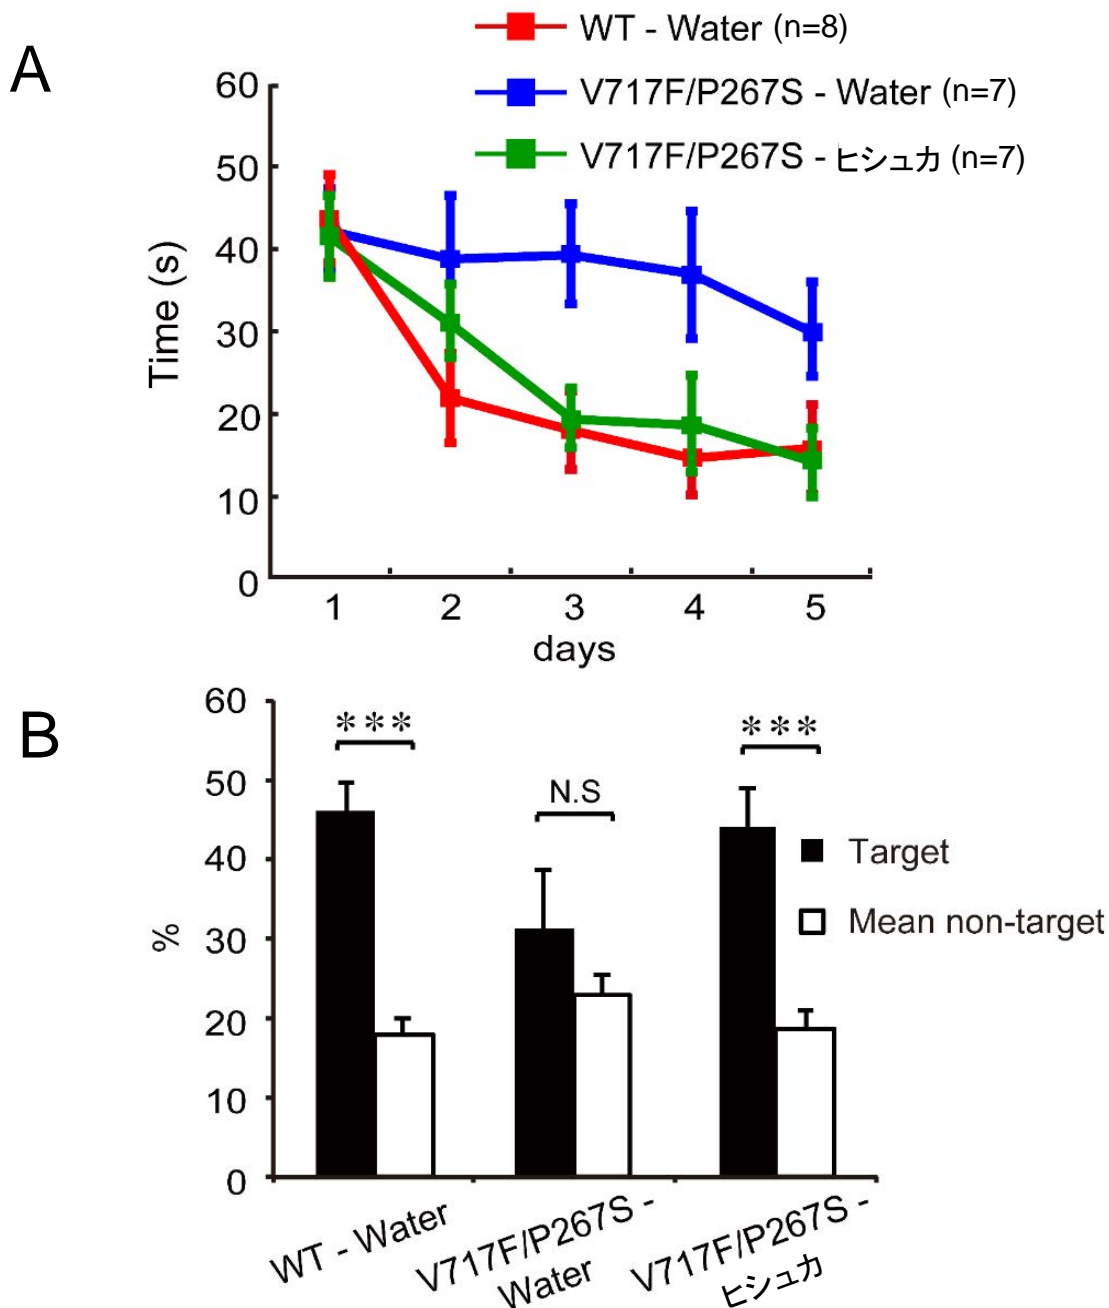 A
WT - Water (n=8)
V717F/P267S - Water (n=7)
V717F/P267S - ヒシュカ (n=7)
60
50
40
30
20
10
0
Time (s)
1 2 3 4 5
days
B
60
50
40
30
20
10
0
%
***
N.S
***
Target
Mean non-target
WT - Water
V717F/P267S -
Water
V717F/P267S -
ヒシュカ